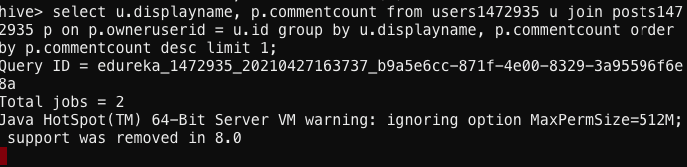 hive> select u.displayname, p.commentcount from users1472935 u join posts147
2935 p on p.owneruserid = u.id group by u.displayname, p.commentcount order
by p.commentcount desc limit 1;
Query ID = edureka_1472935_20210427163737_b9a5e6cc-871f-4e00-8329-3a95596f6e
8a
Total jobs = 2
Java HotSpot(TM) 64-Bit Server VM warning: ignoring option MaxPermSize=512M;
support was removed in 8.0